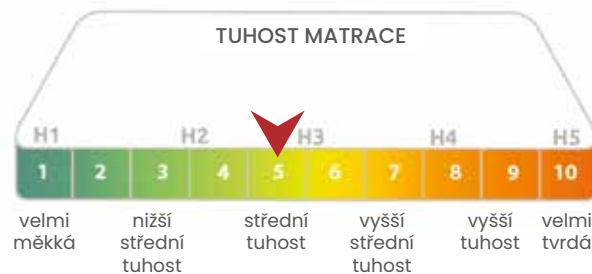 TUHOST MATRACE
H1 H2 H3 H4 H5
1 2 3 4 5 6 7 8 9 10
velmi nižší střední vyšší vyšší velmi
měkká střední tuhost střední tuhost tvrdá
tuhost tuhost